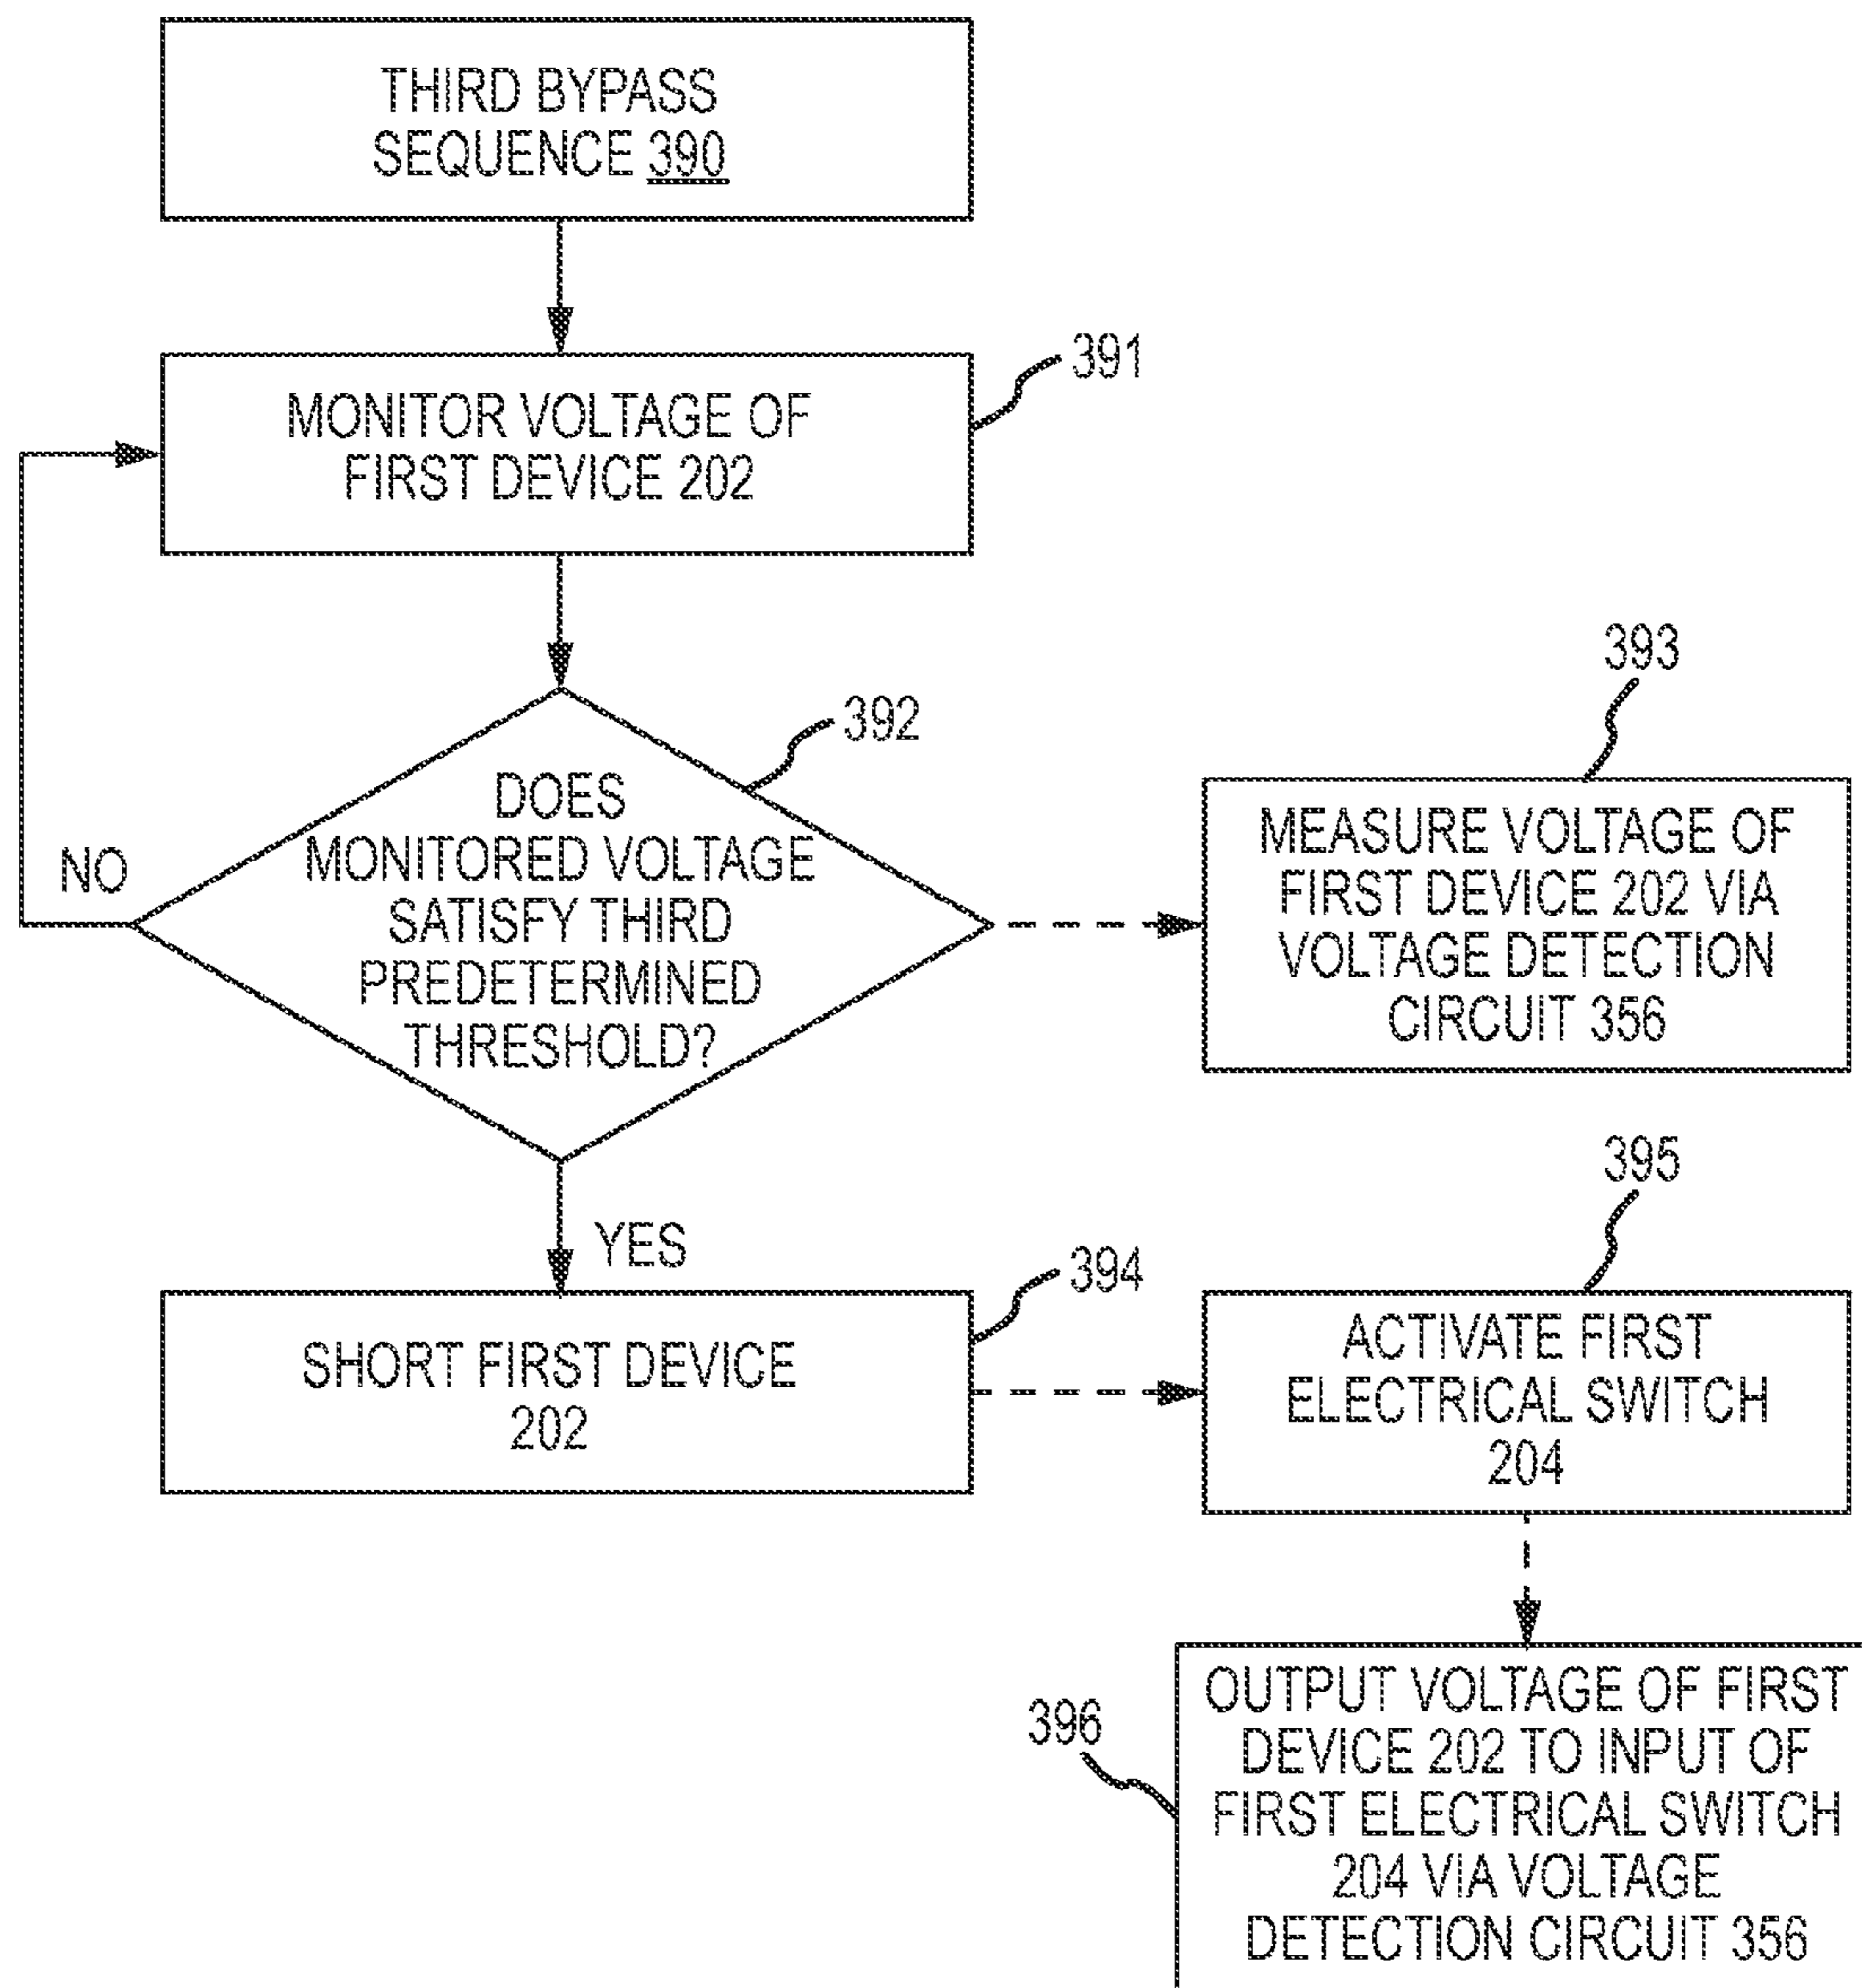 THIRD BYPASS
SEQUENCE 390
MONITOR VOLTAGE OF
FIRST DEVICE 202
391
DOES
MONITORED VOLTAGE
SATISFY THIRD
PREDETERMINED
THRESHOLD?
392
NO
393
MEASURE VOLTAGE OF
FIRST DEVICE 202 VIA
VOLTAGE DETECTION
CIRCUIT 356
YES
SHORT FIRST DEVICE
202
394
395
ACTIVATE FIRST
ELECTRICAL SWITCH
204
396
OUTPUT VOLTAGE OF FIRST
DEVICE 202 TO INPUT OF
FIRST ELECTRICAL SWITCH
204 VIA VOLTAGE
DETECTION CIRCUIT 356